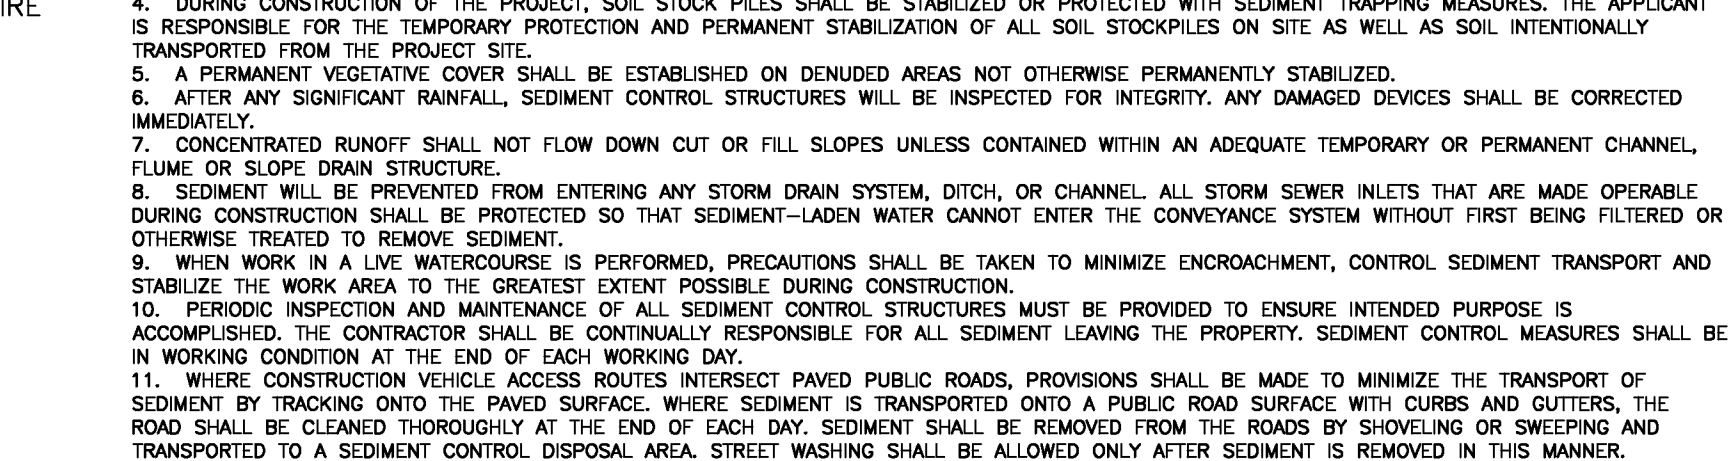 IRE
4. DURING CONSTRUCTION OF THE PROJECT, SOIL STOCK PILES SHALL BE STABILIZED OR PROTECTED WITH SEDIMENT TRAPPING MEASURES. THE APPLICANT
IS RESPONSIBLE FOR THE TEMPORARY PROTECTION AND PERMANENT STABILIZATION OF ALL SOIL STOCKPILES ON SITE AS WELL AS SOIL INTENTIONALLY
TRANSPORTED FROM THE PROJECT SITE.
5. A PERMANENT VEGETATIVE COVER SHALL BE ESTABLISHED ON DENUDED AREAS NOT OTHERWISE PERMANENTLY STABILIZED.
6. AFTER ANY SIGNIFICANT RAINFALL, SEDIMENT CONTROL STRUCTURES WILL BE INSPECTED FOR INTEGRITY. ANY DAMAGED DEVICES SHALL BE CORRECTED
IMMEDIATELY.
7. CONCENTRATED RUNOFF SHALL NOT FLOW DOWN CUT OR FILL SLOPES UNLESS CONTAINED WITHIN AN ADEQUATE TEMPORARY OR PERMANENT CHANNEL,
FLUME OR SLOPE DRAIN STRUCTURE.
8. SEDIMENT WILL BE PREVENTED FROM ENTERING ANY STORM DRAIN SYSTEM, DITCH, OR CHANNEL. ALL STORM SEWER INLETS THAT ARE MADE OPERABLE
DURING CONSTRUCTION SHALL BE PROTECTED SO THAT SEDIMENT-LADEN WATER CANNOT ENTER THE CONVEYANCE SYSTEM WITHOUT FIRST BEING FILTERED OR
OTHERWISE TREATED TO REMOVE SEDIMENT.
9. WHEN WORK IN A LIVE WATERCOURSE IS PERFORMED, PRECAUTIONS SHALL BE TAKEN TO MINIMIZE ENCROACHMENT, CONTROL SEDIMENT TRANSPORT AND
STABILIZE THE WORK AREA TO THE GREATEST EXTENT POSSIBLE DURING CONSTRUCTION.
10. PERIODIC INSPECTION AND MAINTENANCE OF ALL SEDIMENT CONTROL STRUCTURES MUST BE PROVIDED TO ENSURE INTENDED PURPOSE IS
ACCOMPLISHED. THE CONTRACTOR SHALL BE CONTINUALLY RESPONSIBLE FOR ALL SEDIMENT LEAVING THE PROPERTY. SEDIMENT CONTROL MEASURES SHALL BE
IN WORKING CONDITION AT THE END OF EACH WORKING DAY.
11. WHERE CONSTRUCTION VEHICLE ACCESS ROUTES INTERSECT PAVED PUBLIC ROADS, PROVISIONS SHALL BE MADE TO MINIMIZE THE TRANSPORT OF
SEDIMENT BY TRACKING ONTO THE PAVED SURFACE. WHERE SEDIMENT IS TRANSPORTED ONTO A PUBLIC ROAD SURFACE WITH CURBS AND GUTTERS, THE
ROAD SHALL BE CLEANED THOROUGHLY AT THE END OF EACH DAY. SEDIMENT SHALL BE REMOVED FROM THE ROADS BY SHOVELING OR SWEEPING AND
TRANSPORTED TO A SEDIMENT CONTROL DISPOSAL AREA. STREET WASHING SHALL BE ALLOWED ONLY AFTER SEDIMENT IS REMOVED IN THIS MANNER.